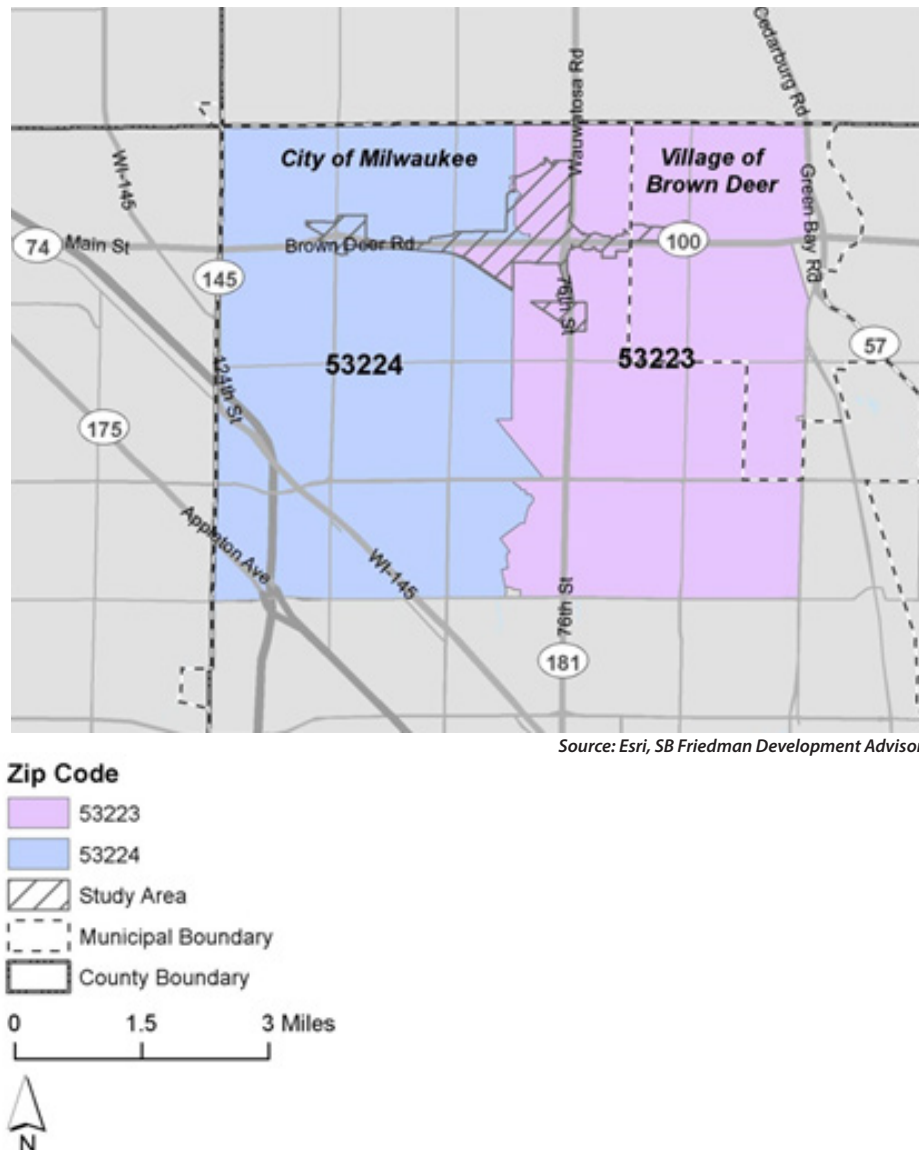 Cedarburg Rd
Wauwatosa Rd
City of Milwaukee
Village of
Brown Deer
WI-145
Green Bay Rd
74
Main St
Brown Deer Rd
100
145
76th St
57
53224
53223
124th St
175
Appleton Ave
WI-145
76th St
181
Source: Esri, SB Friedman Development Advisor
Zip Code
53223
53224
Study Area
Municipal Boundary
County Boundary
0 1.5 3 Miles
N